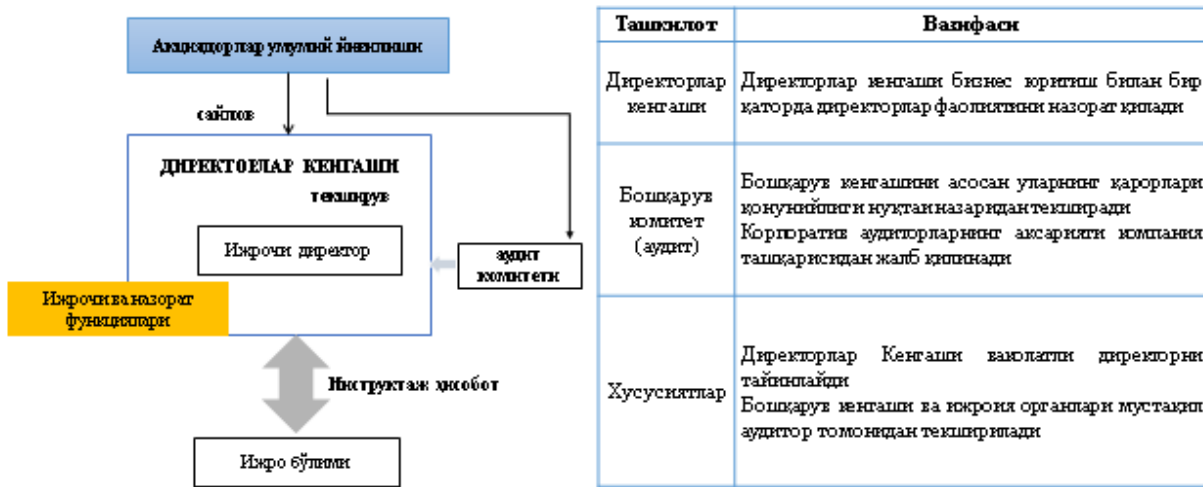 Акциядорлар умумий йиғилиши
сайлов
ДИРЕКТОРЛАР КЕНГАШИ
текширув
Ижрочи директор
аудит
комитети
Ижрочи ва назорат
функциялари
Инструктаж ҳисобот
Ижро бўлими
Ташкилот
Вазифаси
Директорлар
кенгаши
Директорлар кенгаши бизнес юритиш билан бир
қаторда директорлар фаолиятини назорат қилади
Бошқарув
комитет
(аудит)
Бошқарув кенгашини асосан уларнинг қарорлари
қонунийлиги нуқтаи назаридан текширади
Корпоратив аудиторларнинг аксарияти компания
ташқарисидан жалб қилинади
Хусусиятлар
Директорлар Кенгаши ваколатли директорни
тайинлайди
Бошқарув кенгаши ва ижроия органлари мустақил
аудитор томонидан текширилади